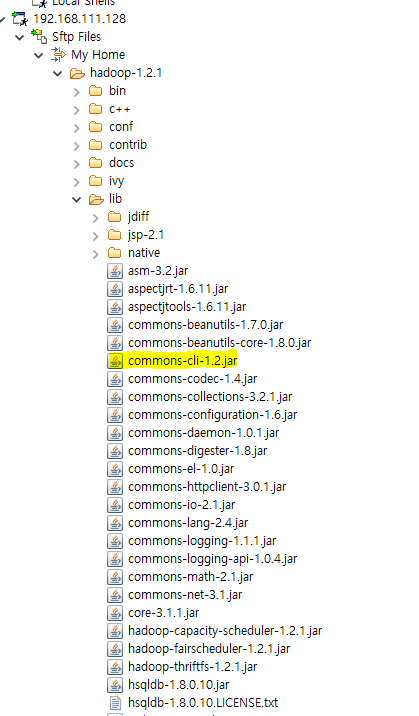 Local Shells
192.168.111.128
Sftp Files
My Home
hadoop-1.2.1
bin
c++
conf
contrib
docs
ivy
lib
jdiff
jsp-2.1
native
asm-3.2.jar
aspectjrt-1.6.11.jar
aspectjtools-1.6.11.jar
commons-beanutils-1.7.0.jar
commons-beanutils-core-1.8.0.jar
commons-cli-1.2.jar
commons-codec-1.4.jar
commons-collections-3.2.1.jar
commons-configuration-1.6.jar
commons-daemon-1.0.1.jar
commons-digester-1.8.jar
commons-el-1.0.jar
commons-httpclient-3.0.1.jar
commons-io-2.1.jar
commons-lang-2.4.jar
commons-logging-1.1.1.jar
commons-logging-api-1.0.4.jar
commons-math-2.1.jar
commons-net-3.1.jar
core-3.1.1.jar
hadoop-capacity-scheduler-1.2.1.jar
hadoop-fairscheduler-1.2.1.jar
hadoop-thriftfs-1.2.1.jar
hsqldb-1.8.0.10.jar
hsqldb-1.8.0.10.LICENSE.txt